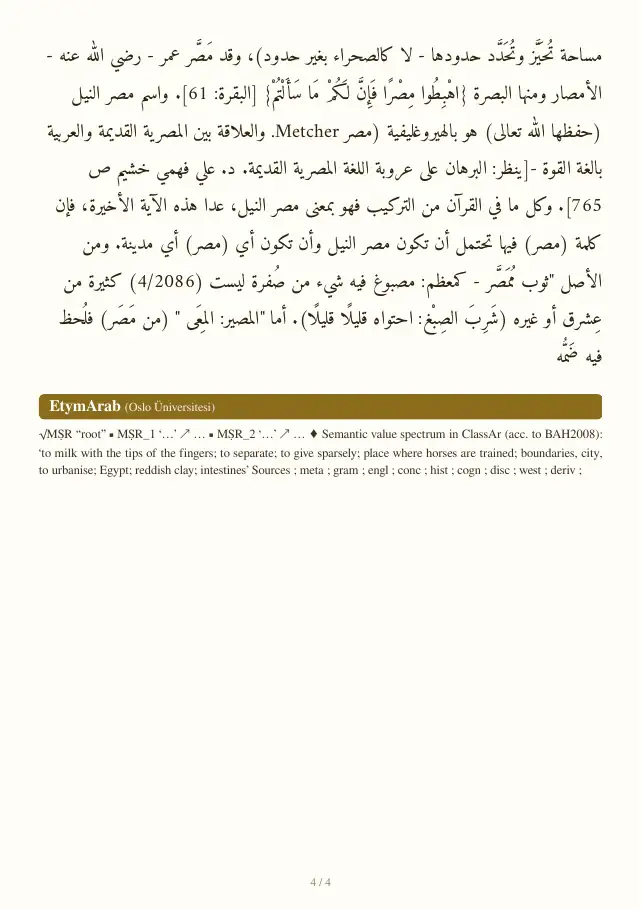 مساحة تُحَيَّز وتُحَدَّد حدودها - لا كالصحراء بغير حدود)، وقد مَصَّر عمر - رضي الله عنه -
الأمصار ومنها البصرة {اهْبِطُوا مِصْرًا فَإِنَّ لَكُمْ مَا سَأَلْتُمْ} [البقرة: 61]. واسم مصر النيل
(حفظها الله تعالى) هو بالهيروغليفية (مصر Metcher. والعلاقة بين المصرية القديمة والعربية
بالغة القوة -[ينظر: البرهان على عروبة اللغة المصرية القديمة. د. علي فهمي خشيم ص
765]. وكل ما في القرآن من التركيب فهو بمعنى مصر النيل، عدا هذه الآية الأخيرة، فإن
كلمة (مصر) فيها تحتمل أن تكون مصر النيل وأن تكون أي (مصر) أي مدينة. ومن
الأصل "ثوب مُمَصَّر - كمعظم: مصبوغ فيه شيء من صُفرة ليست (4/2086) كثيرة من
عِشرق أو غيره (شَرِبَ الصِبْغ: احتواه قليلًا قليلًا). أما "المصير: المِعَى " (من مَصَر) فلُحظ
فيه ضَمُّه
EtymArab (Oslo Üniversitesi)
√MṢR “root” ▪ MṢR_1 ‘…’ ↗ … ▪ MṢR_2 ‘…’ ↗ … ♦ Semantic value spectrum in ClassAr (acc. to BAH2008):
‘to milk with the tips of the fingers; to separate; to give sparsely; place where horses are trained; boundaries, city,
to urbanise; Egypt; reddish clay; intestines’ Sources ; meta ; gram ; engl ; conc ; hist ; cogn ; disc ; west ; deriv ;
4 / 4